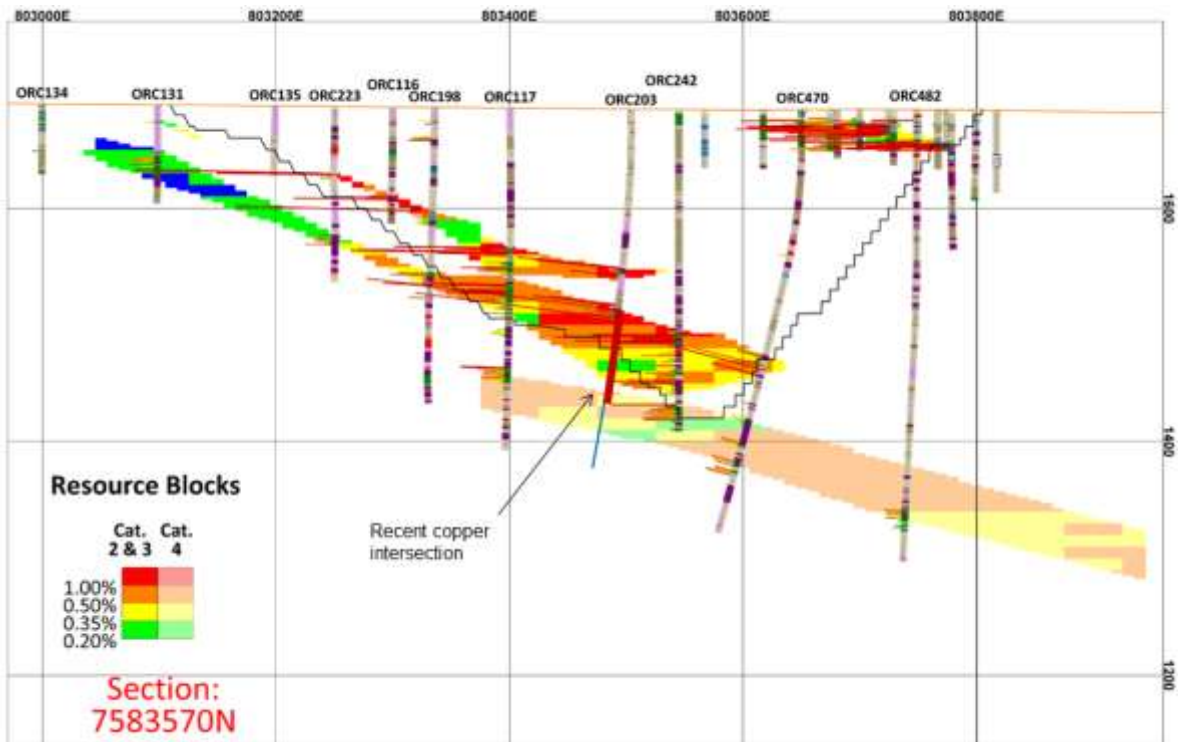 803000E 803200E 803400E 803600E 803800E
ORC134 ORC131 ORC135 ORC223 ORC116 ORC198 ORC117 ORC203 ORC242 ORC470 ORC482
1600
1400
1200
Recent copper
intersection
Resource Blocks
Cat. Cat.
2 & 3 4
1.00%
0.50%
0.35%
0.20%
Section:
7583570N